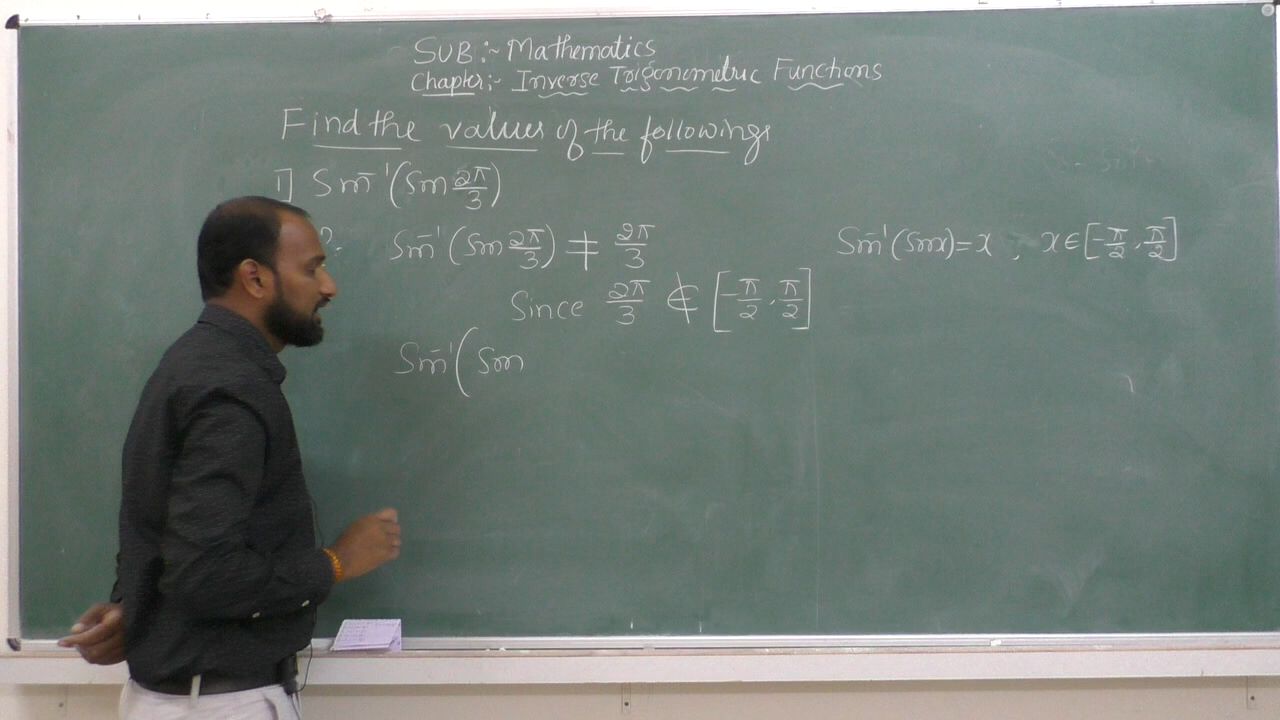 SUB:- Mathematics
Chapter:- Inverse Trigonometric Functions
Find the values of the followings
1] Sin⁻¹(Sin 2π/3)
Sin⁻¹(Sin 2π/3) ≠ 2π/3
Sin⁻¹(Sinx)=x , x∈[-π/2, π/2]
Since 2π/3 ∉ [-π/2, π/2]
Sin⁻¹(Sin